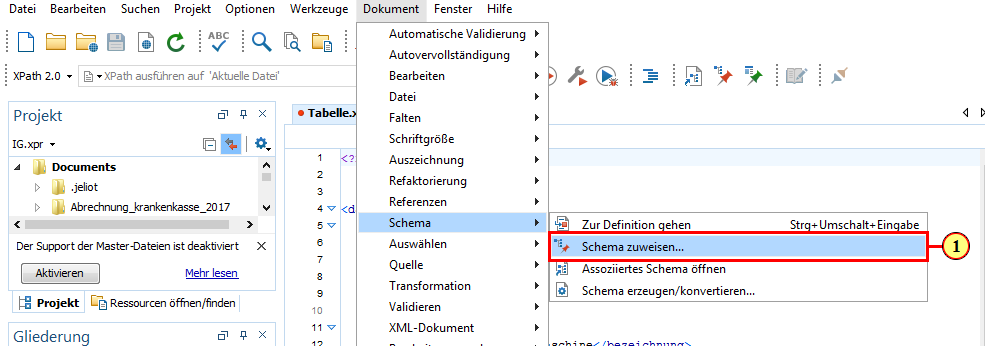 Datei Bearbeiten Suchen Projekt Optionen Werkzeuge Dokument Fenster Hilfe
ABC
XPath 2.0 XPath ausführen auf 'Aktuelle Datei'
Projekt
IG.xpr
Documents
.jeliot
Abrechnung_krankenkasse_2017
Der Support der Master-Dateien ist deaktiviert
Aktivieren Mehr lesen
Projekt Ressourcen öffnen/finden
Gliederung
Tabelle.x
1 <?
2
3
4 <d
5
6
7
8
9
10
11
12 schine</bezeichnung>
Automatische Validierung
Autovervollständigung
Bearbeiten
Datei
Falten
Schriftgröße
Auszeichnung
Refaktorierung
Referenzen
Schema
Auswählen
Quelle
Transformation
Validieren
XML-Dokument
Zur Definition gehen Strg+Umschalt+Eingabe
Schema zuweisen... 1
Assoziiertes Schema öffnen
Schema erzeugen/konvertieren...